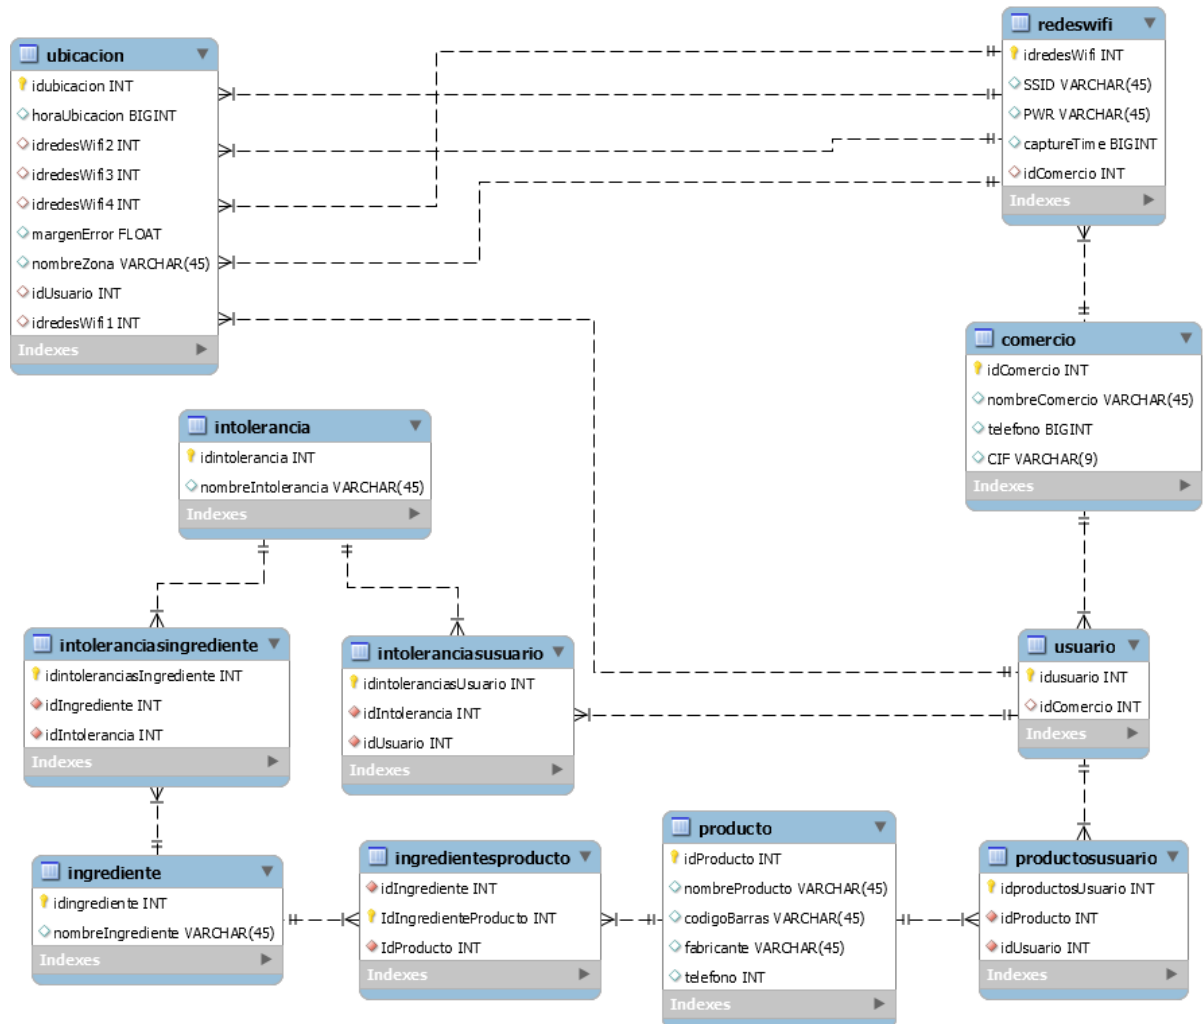 ubicacion
idubicacion INT
horaUbicacion BIGINT
idredesWifi2 INT
idredesWifi3 INT
idredesWifi4 INT
margenError FLOAT
nombreZona VARCHAR(45)
idUsuario INT
idredesWifi1 INT
Indexes
redeswifi
idredesWifi INT
SSID VARCHAR(45)
PWR VARCHAR(45)
captureTime BIGINT
idComercio INT
Indexes
comercio
idComercio INT
nombreComercio VARCHAR(45)
telefono BIGINT
CIF VARCHAR(9)
Indexes
intolerancia
idintolerancia INT
nombreIntolerancia VARCHAR(45)
Indexes
intoleranciasingrediente
idintoleranciasIngrediente INT
idIngrediente INT
idIntolerancia INT
Indexes
intoleranciasusuario
idintoleranciasUsuario INT
idIntolerancia INT
idUsuario INT
Indexes
usuario
idusuario INT
idComercio INT
Indexes
ingrediente
idingrediente INT
nombreIngrediente VARCHAR(45)
Indexes
ingredientesproducto
idIngrediente INT
IdIngredienteProducto INT
IdProducto INT
Indexes
producto
idProducto INT
nombreProducto VARCHAR(45)
codigoBarras VARCHAR(45)
fabricante VARCHAR(45)
telefono INT
Indexes
productosusuario
idproductosUsuario INT
idProducto INT
idUsuario INT
Indexes